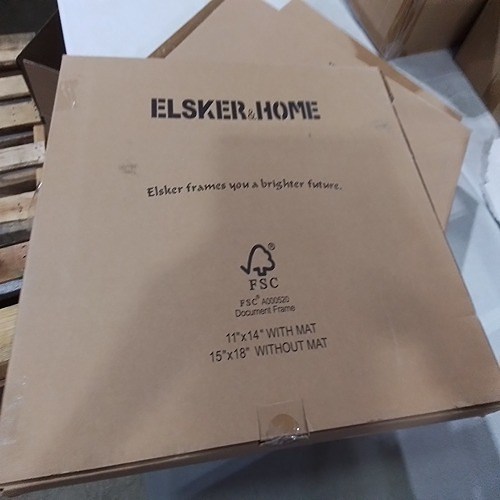 ELSKER&HOME
Elsker frames you a brighter future.
®
FSC
FSC® A000520
Document Frame
11"x14" WITH MAT
15"x18" WITHOUT MAT